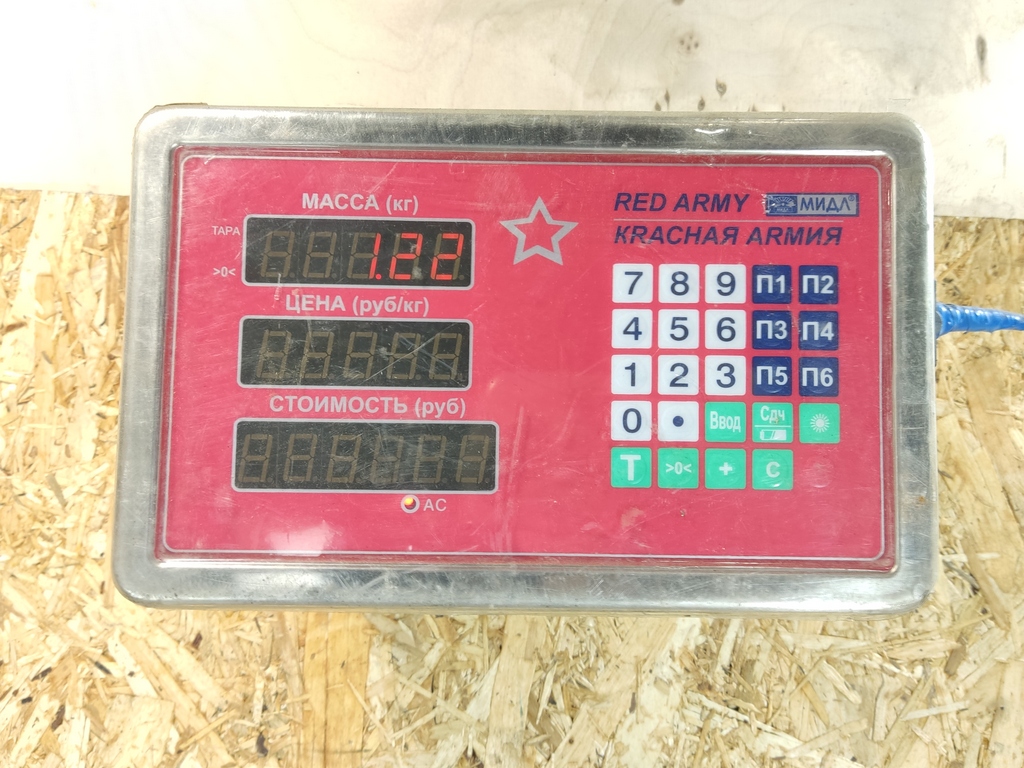 МАССА (кг)
ТАРА
>0<
1.22
ЦЕНА (руб/кг)
СТОИМОСТЬ (руб)
АС
RED ARMY МИДЛ®
КRАСНАЯ АRМИЯ
7 8 9 П1 П2
4 5 6 П3 П4
1 2 3 П5 П6
0 • Ввод Сдч
Т >0< + С